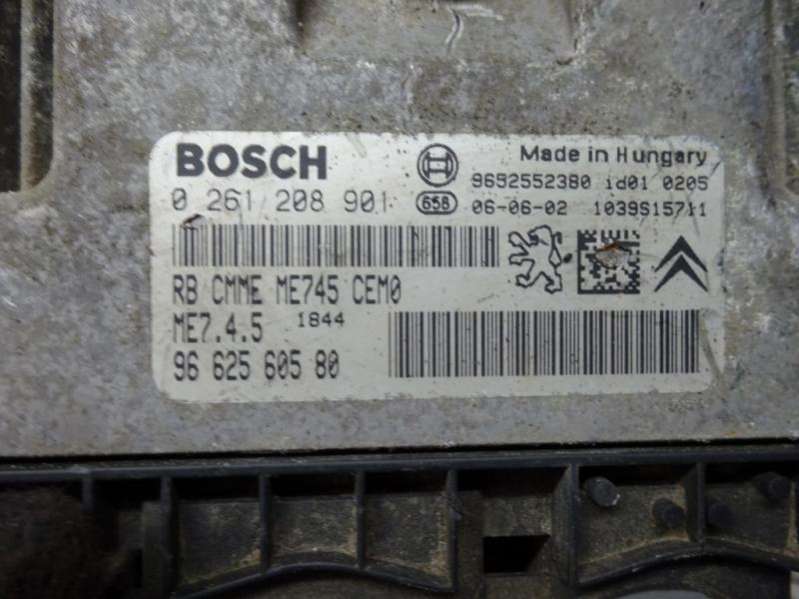 BOSCH
Made in Hungary
9652552380 id01 0205
0 261 208 901
658 06-06-02 1039S15711
RB CMME ME745 CEM0
ME7.4.5 1844
96 625 605 80